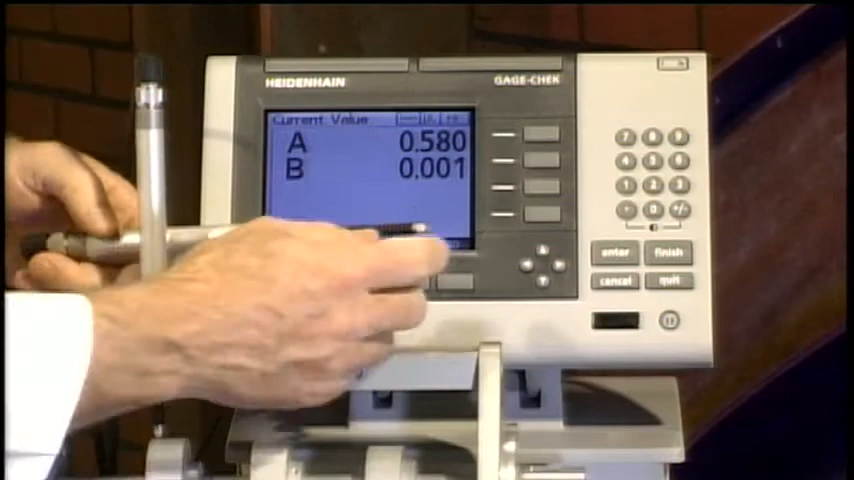 HEIDENHAIN
GAGE-CHEK
Current Value
A 0.580
B 0.001
7 8 9
4 5 6
1 2 3
0
enter finish
cancel quit